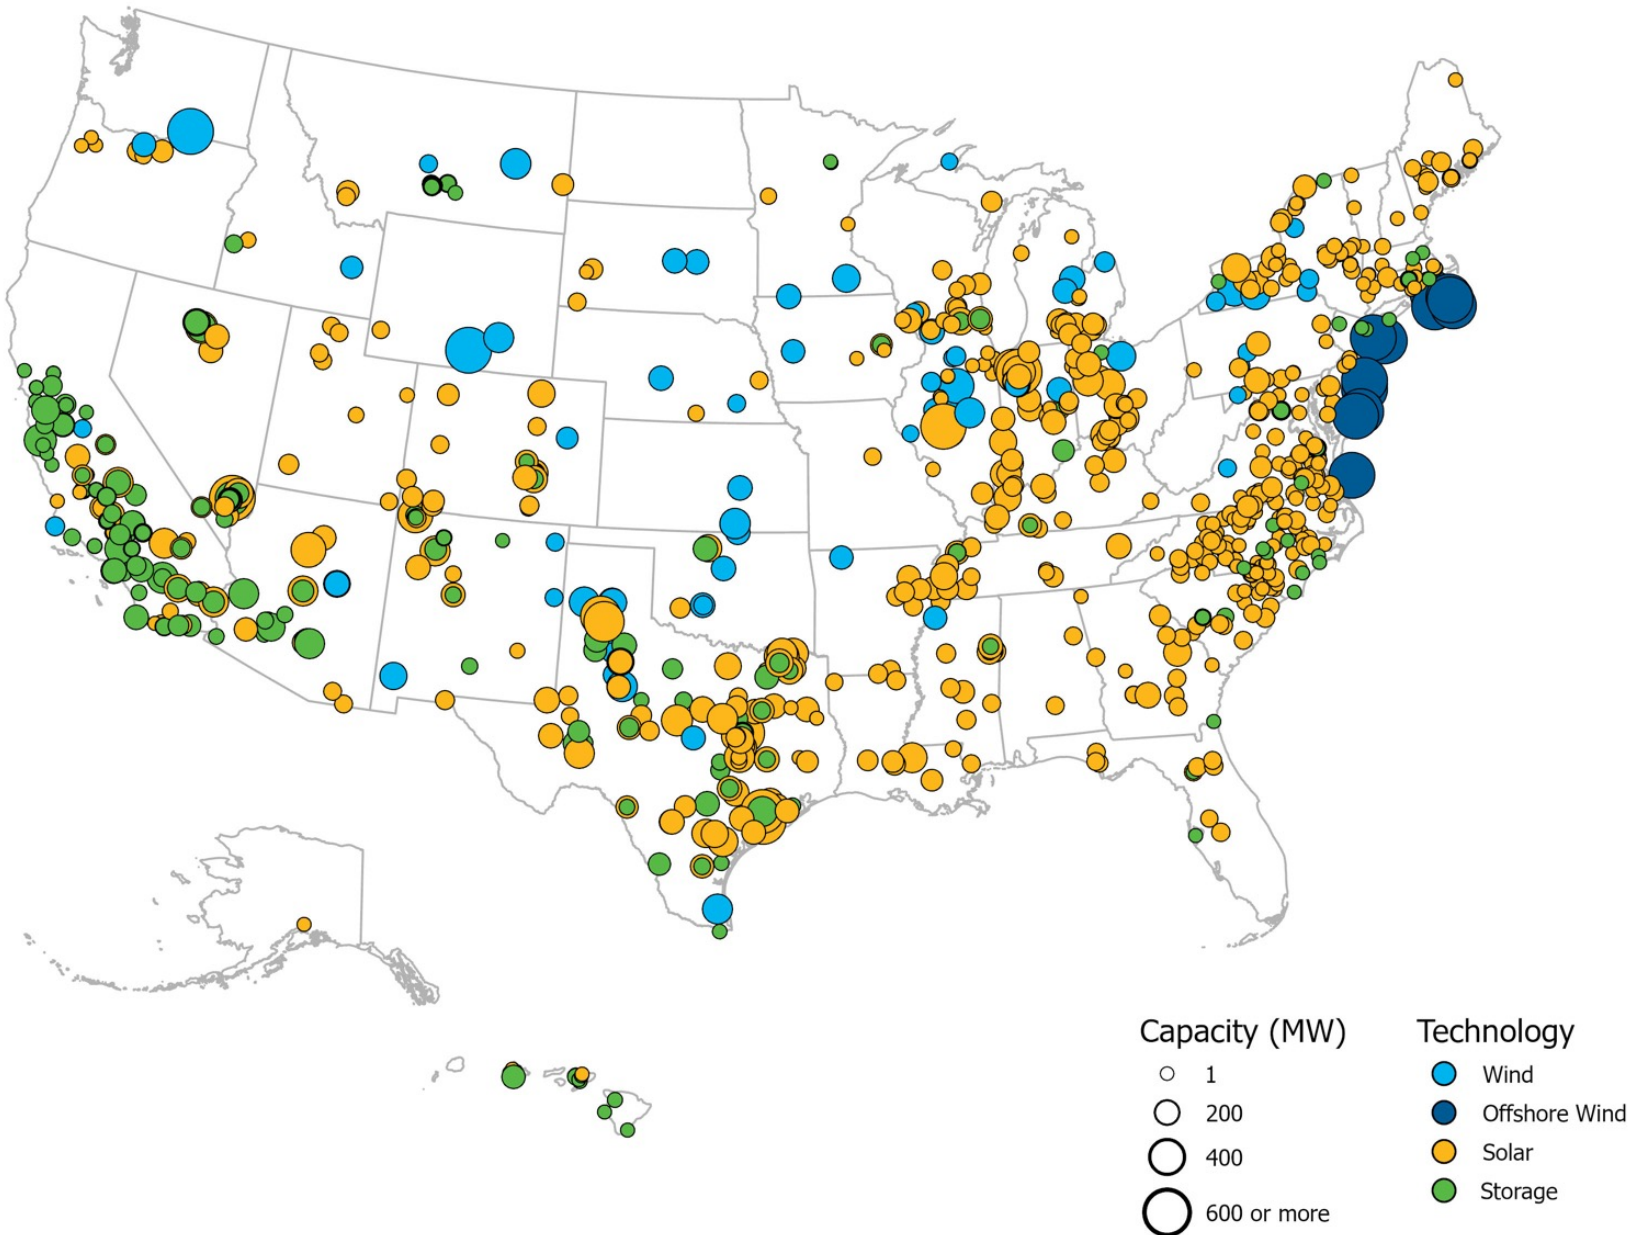 Capacity (MW)
1
200
400
600 or more
Technology
Wind
Offshore Wind
Solar
Storage